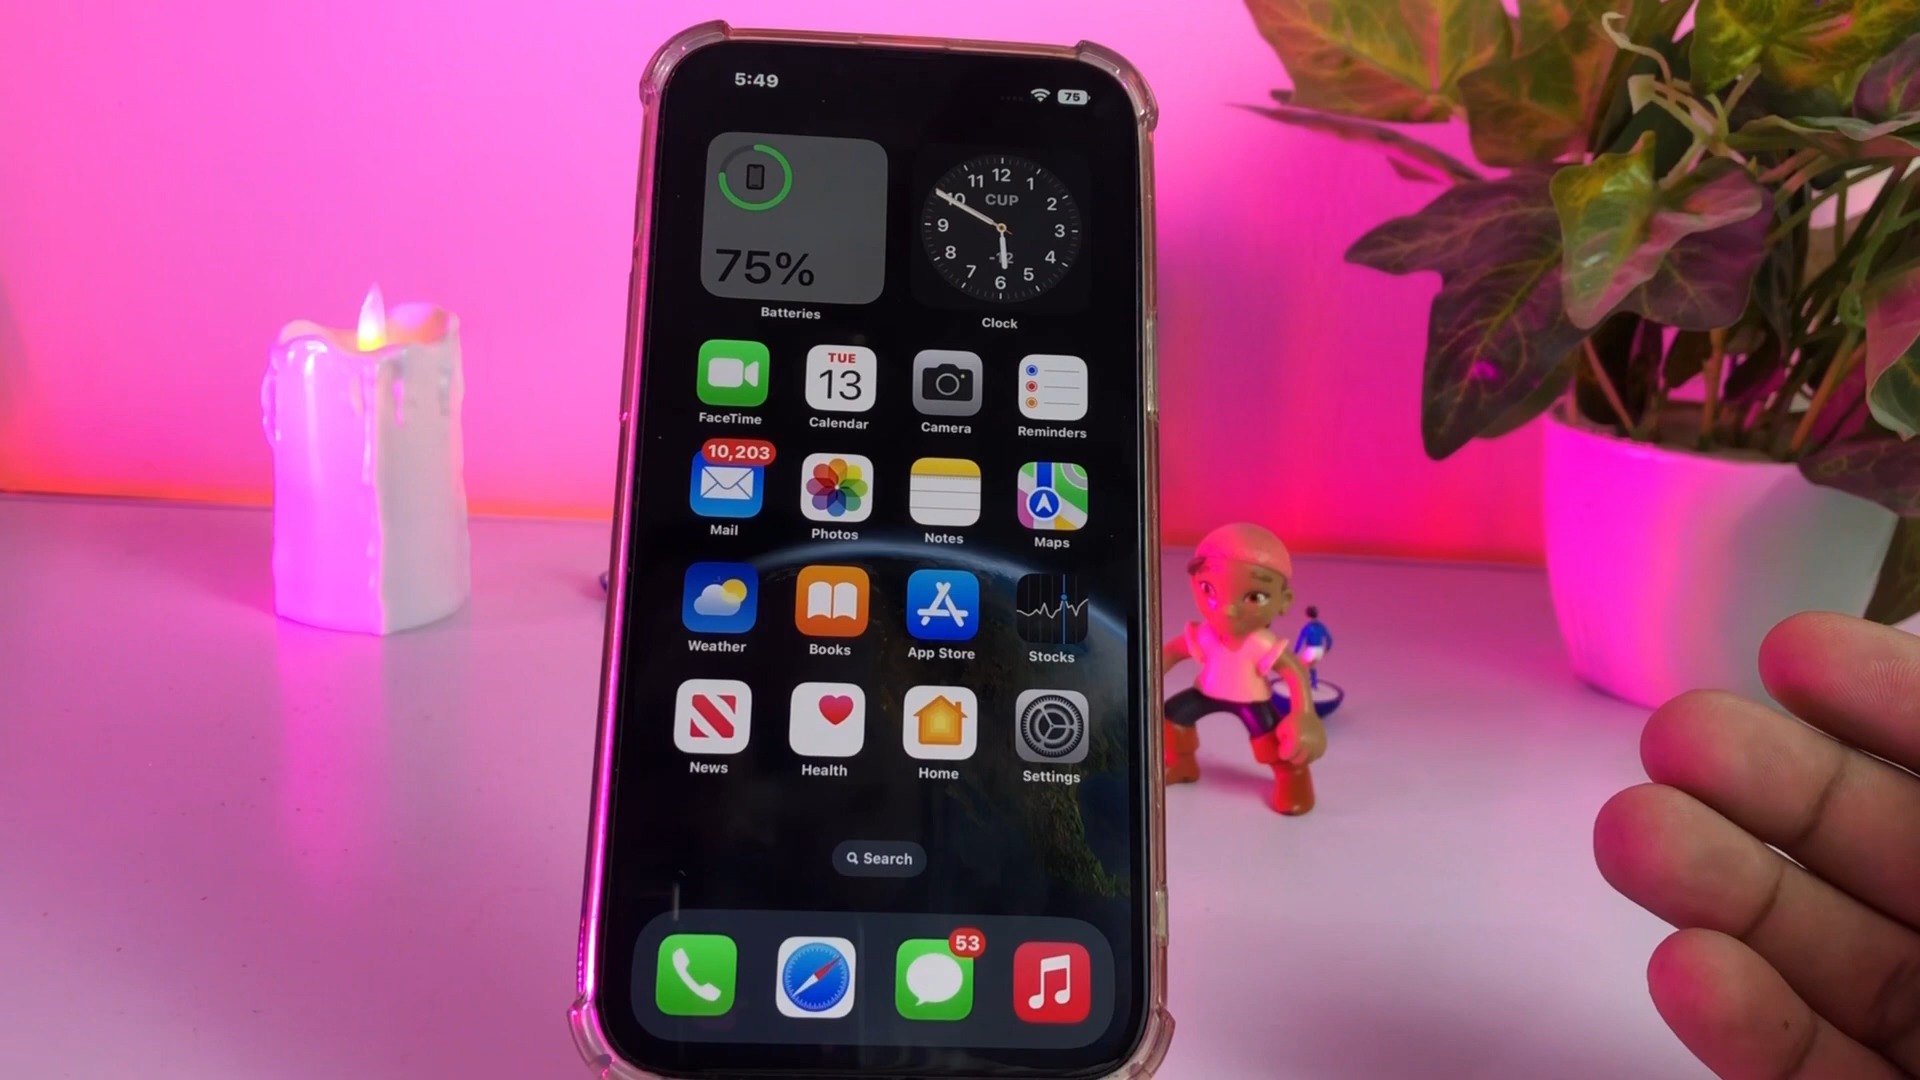 5:49
75
75%
Batteries
11 12 1
10 CUP 2
9 3
8 -12 4
7 6 5
Clock
TUE
13
FaceTime Calendar Camera Reminders
10,203
Mail Photos Notes Maps
Weather Books App Store Stocks
News Health Home Settings
Search
53